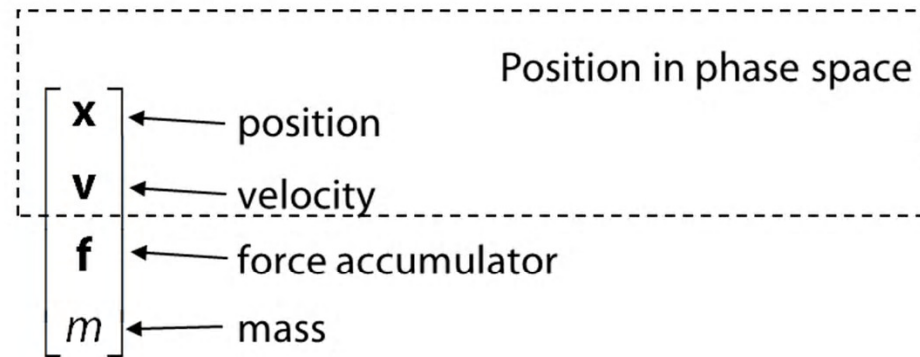 Position in phase space
x position
v velocity
f force accumulator
m mass